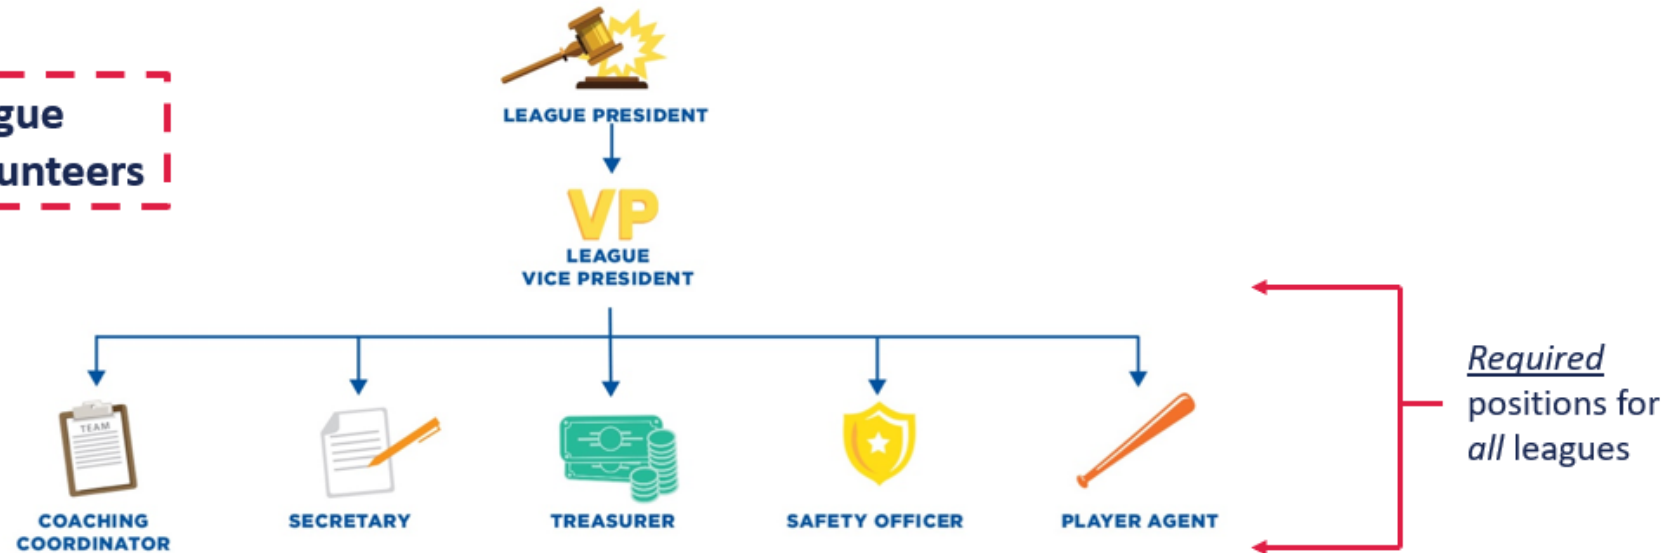 gue
unteers
LEAGUE PRESIDENT
VP
LEAGUE
VICE PRESIDENT
Required
positions for
all leagues
TEAM
COACHING
COORDINATOR
SECRETARY
TREASURER
SAFETY OFFICER
PLAYER AGENT